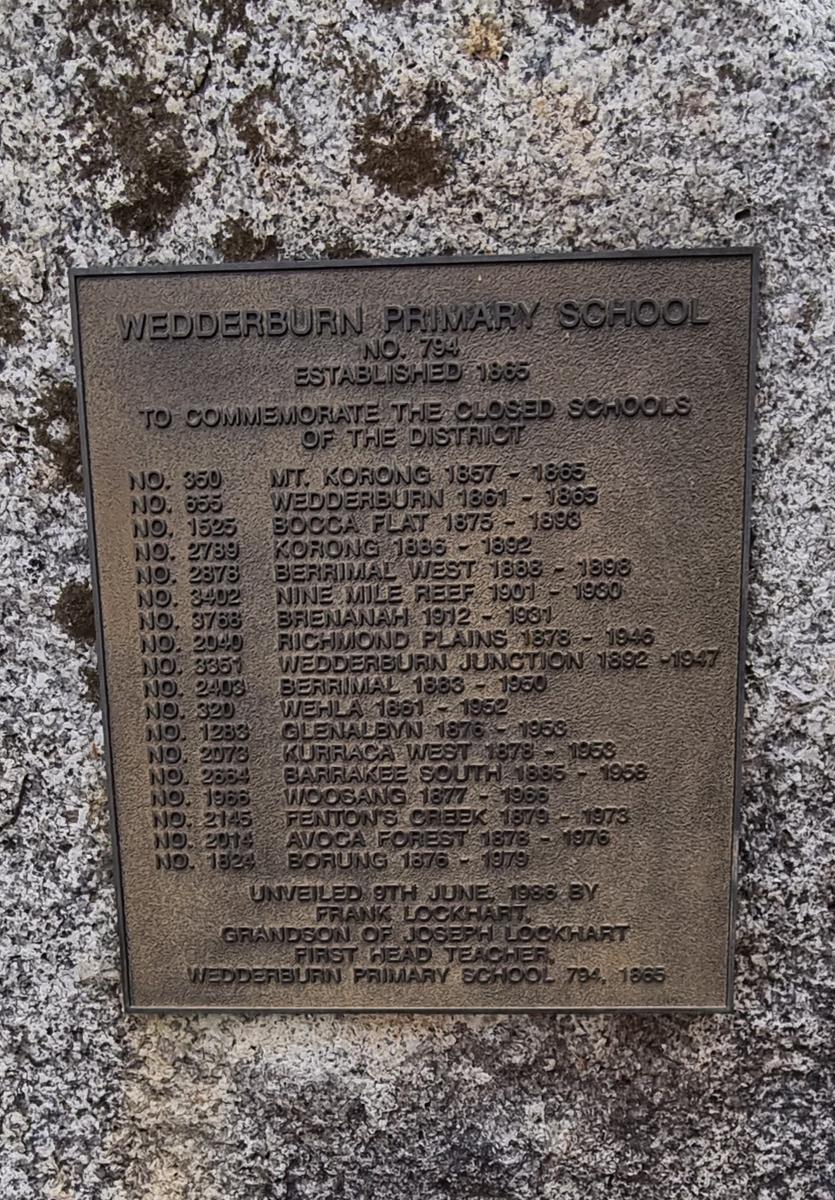 WEDDERBURN PRIMARY SCHOOL
NO. 794
ESTABLISHED 1865
TO COMMEMORATE THE CLOSED SCHOOLS
OF THE DISTRICT
NO. 350 MT. KORONG 1857 - 1865
NO. 655 WEDDERBURN 1861 - 1865
NO. 1525 BOCCA FLAT 1875 - 1893
NO. 2789 KORONG 1886 - 1892
NO. 2878 BERRIMAL WEST 1888 - 1898
NO. 3402 NINE MILE REEF 1901 - 1930
NO. 3768 BRENANAH 1912 - 1931
NO. 2040 RICHMOND PLAINS 1878 - 1946
NO. 3351 WEDDERBURN JUNCTION 1892 -1947
NO. 2403 BERRIMAL 1883 - 1950
NO. 320 WEHLA 1861 - 1952
NO. 1283 GLENALBYN 1876 - 1953
NO. 2073 KURRACA WEST 1878 - 1953
NO. 2664 BARRAKEE SOUTH 1885 - 1958
NO. 1966 WOOSANG 1877 - 1966
NO. 2145 FENTON'S CREEK 1879 - 1973
NO. 2014 AVOCA FOREST 1878 - 1976
NO. 1824 BORUNG 1876 - 1979
UNVEILED 9TH JUNE, 1986 BY
FRANK LOCKHART,
GRANDSON OF JOSEPH LOCKHART
FIRST HEAD TEACHER,
WEDDERBURN PRIMARY SCHOOL 794, 1865